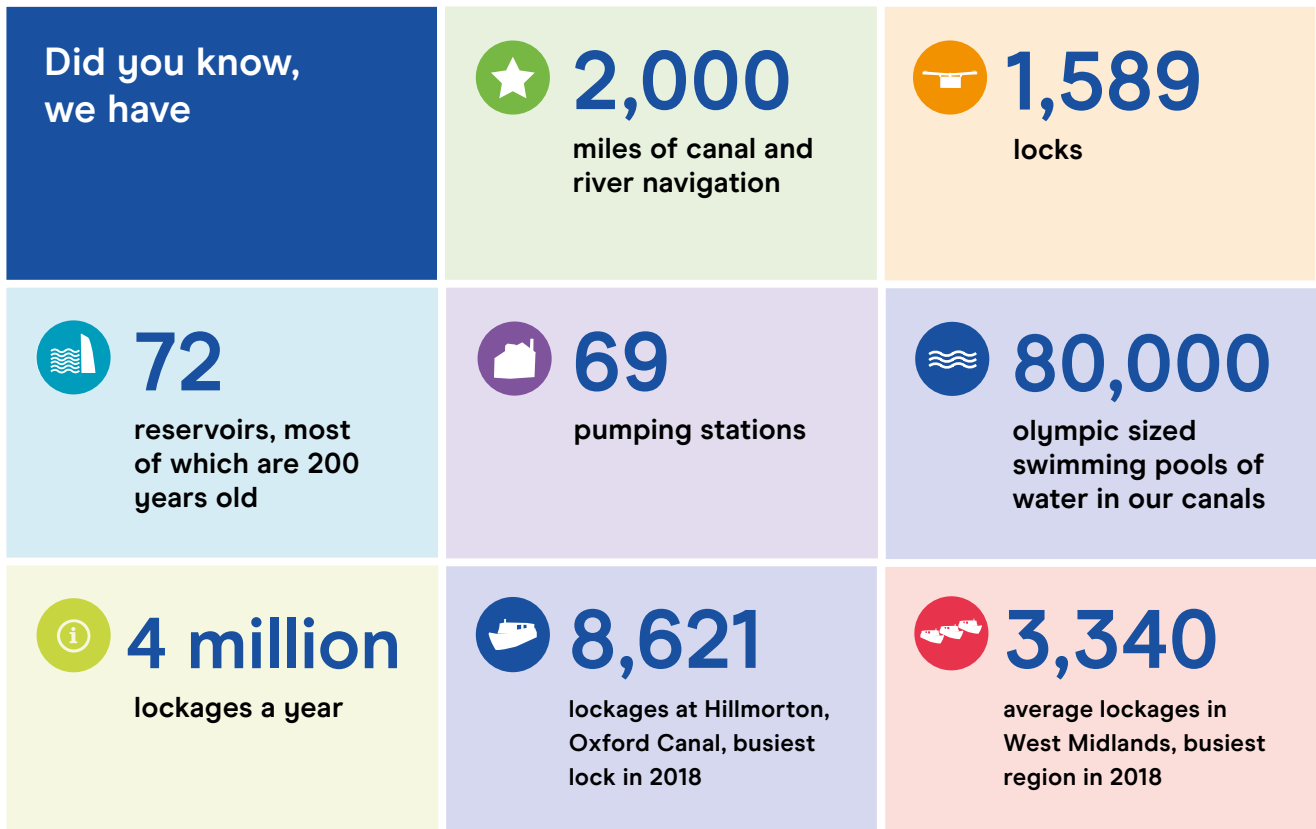 Did you know,
we have
2,000
miles of canal and
river navigation
1,589
locks
72
reservoirs, most
of which are 200
years old
69
pumping stations
80,000
olympic sized
swimming pools of
water in our canals
i
4 million
lockages a year
8,621
lockages at Hillmorton,
Oxford Canal, busiest
lock in 2018
3,340
average lockages in
West Midlands, busiest
region in 2018